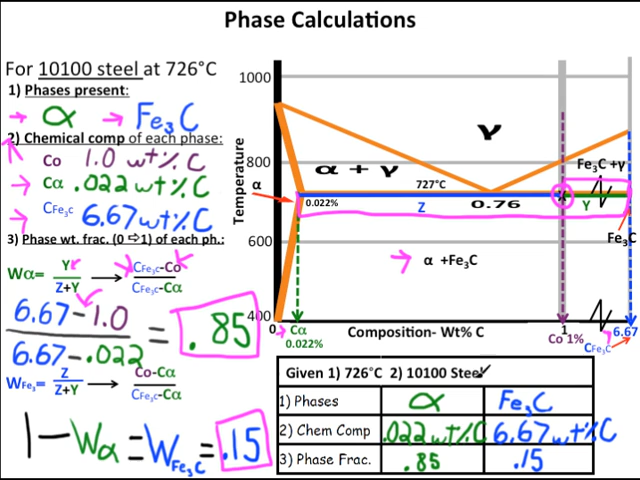 Phase Calculations
For 10100 steel at 726°C
1) Phases present:
→ α → Fe₃C
2) Chemical comp of each phase:
Co 1.0 wt% C
→ Cα .022 wt% C
→ CFe₃C 6.67 wt% C
3) Phase wt. frac. (0 ⇨1) of each ph.:
Wα= Y/Z+Y → CFe₃C-Co/CFe₃C-Cα
6.67-1.0/6.67-.022 = .85
WFe₃= Z/Z+Y → Co-Cα/CFe₃C-Cα
1-Wα=WFe₃C=.15
Temperature
1000
800
600
400
γ
α + γ
Fe₃C +γ
727°C
α
0.022%
Z
0.76
X
Y
Fe₃C
→ α +Fe₃C
0
Cα
0.022%
Composition- Wt% C
1
Co 1%
6.67
CFe₃C
Given 1) 726°C 2) 10100 Steel✓
1) Phases α Fe₃C
2) Chem Comp .022wt%C 6.67wt%C
3) Phase Frac. .85 .15